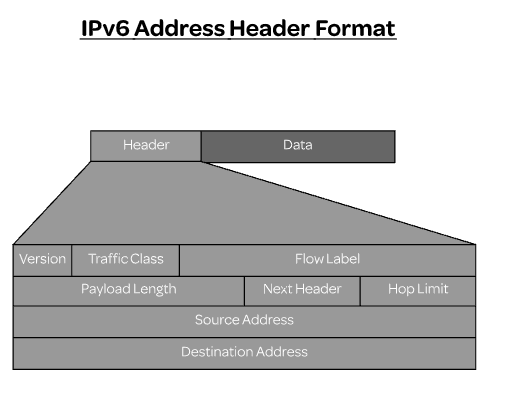 IPv6 Address Header Format
Header Data
Version Traffic Class Flow Label
Payload Length Next Header Hop Limit
Source Address
Destination Address